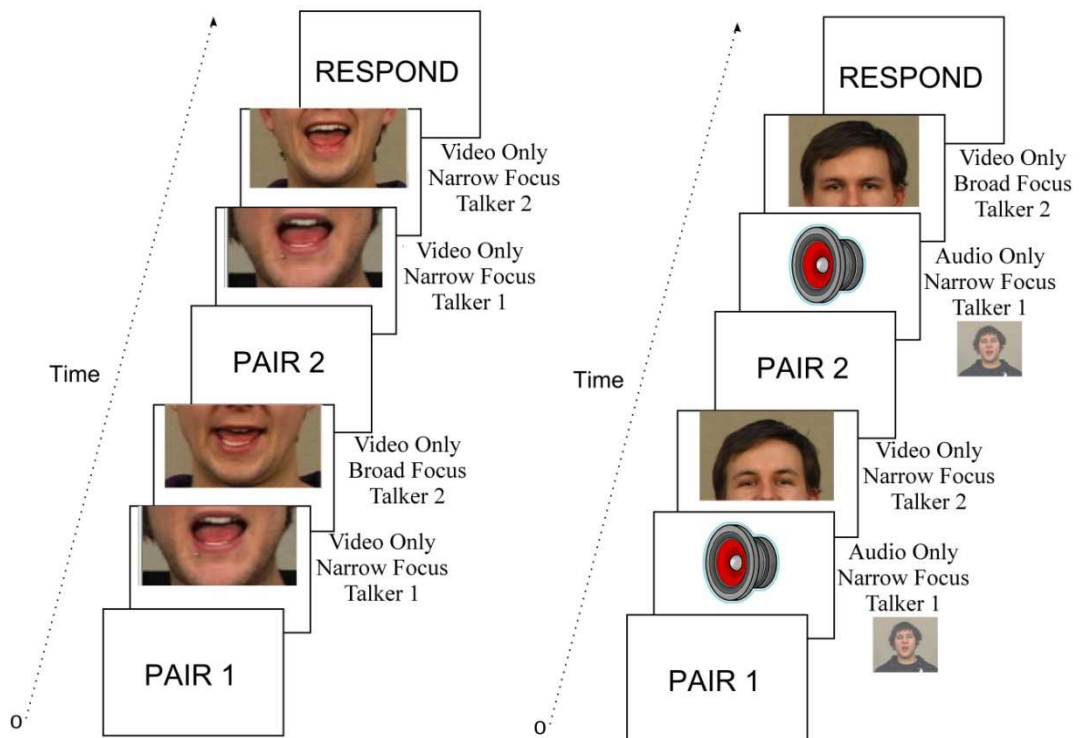 RESPOND
Video Only
Narrow Focus
Talker 2
Video Only
Narrow Focus
Talker 1
PAIR 2
Time
Video Only
Broad Focus
Talker 2
Video Only
Narrow Focus
Talker 1
PAIR 1
0
RESPOND
Video Only
Broad Focus
Talker 2
Audio Only
Narrow Focus
Talker 1
PAIR 2
Time
Video Only
Narrow Focus
Talker 2
Audio Only
Narrow Focus
Talker 1
PAIR 1
0